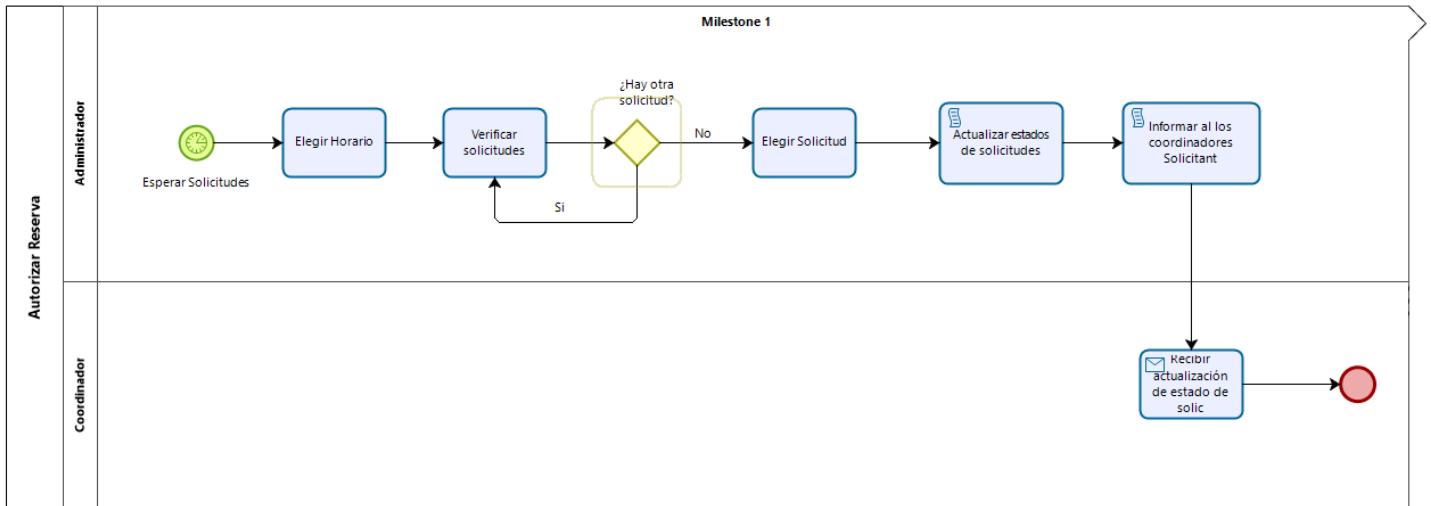 Milestone 1
Autorizar Reserva
Administrador
Esperar Solicitudes
Elegir Horario
Verificar
solicitudes
¿Hay otra
solicitud?
No
Si
Elegir Solicitud
Actualizar estados
de solicitudes
Informar al los
coordinadores
Solicitant
Coordinador
Recibir
actualización
de estado de
solic